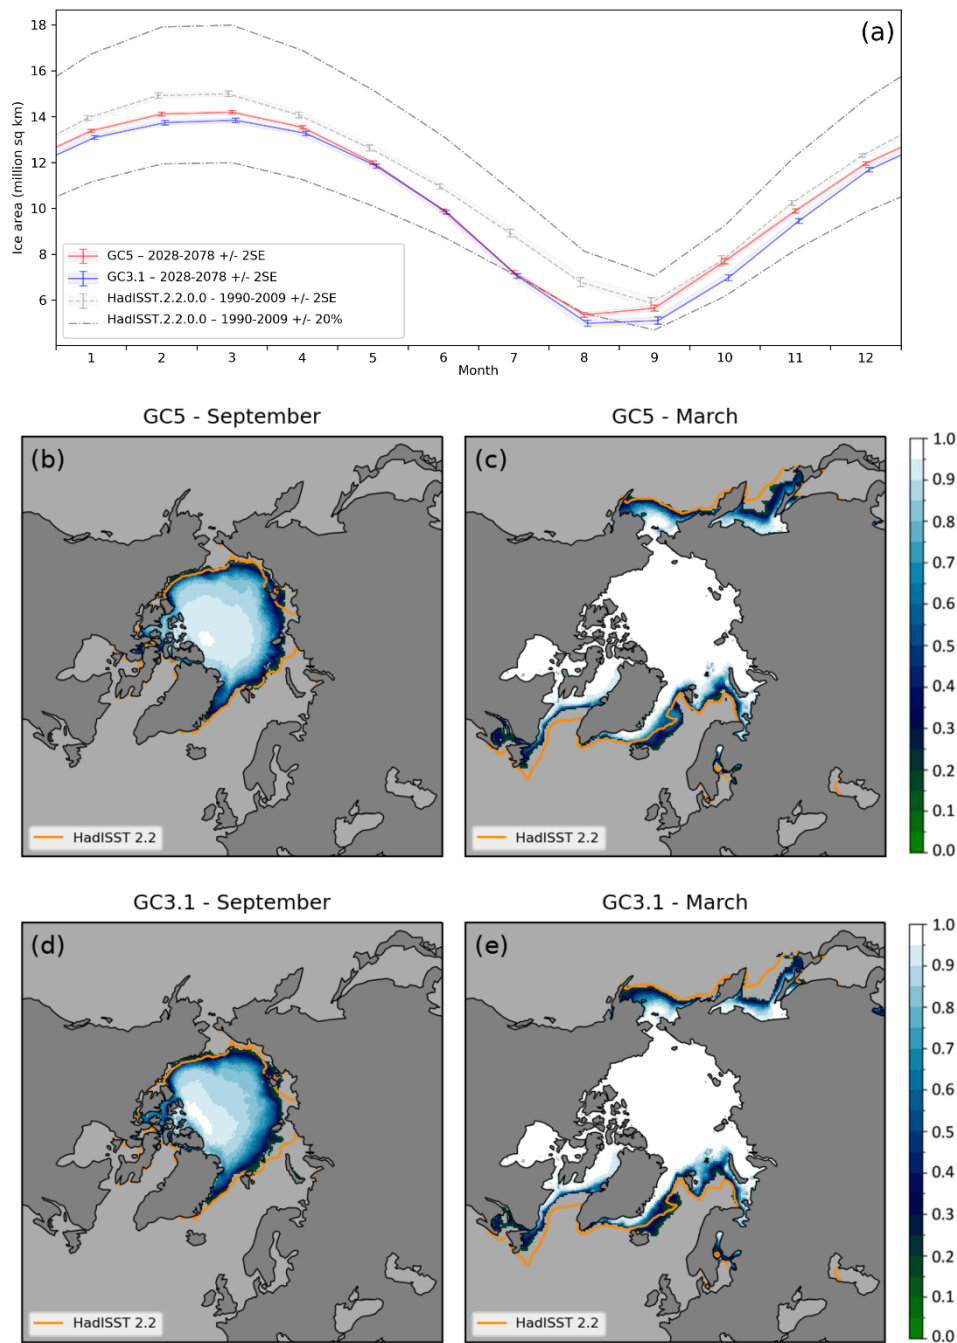 (a)
18
16
14
12
10
8
6
Ice area (million sq km)
GC5 – 2028-2078 +/- 2SE
GC3.1 – 2028-2078 +/- 2SE
HadISST.2.2.0.0 - 1990-2009 +/- 2SE
HadISST.2.2.0.0 – 1990-2009 +/- 20%
1 2 3 4 5 6 7 8 9 10 11 12
Month
GC5 - September
(b)
HadISST 2.2
GC5 - March
(c)
HadISST 2.2
1.0
0.9
0.8
0.7
0.6
0.5
0.4
0.3
0.2
0.1
0.0
GC3.1 - September
(d)
HadISST 2.2
GC3.1 - March
(e)
HadISST 2.2
1.0
0.9
0.8
0.7
0.6
0.5
0.4
0.3
0.2
0.1
0.0